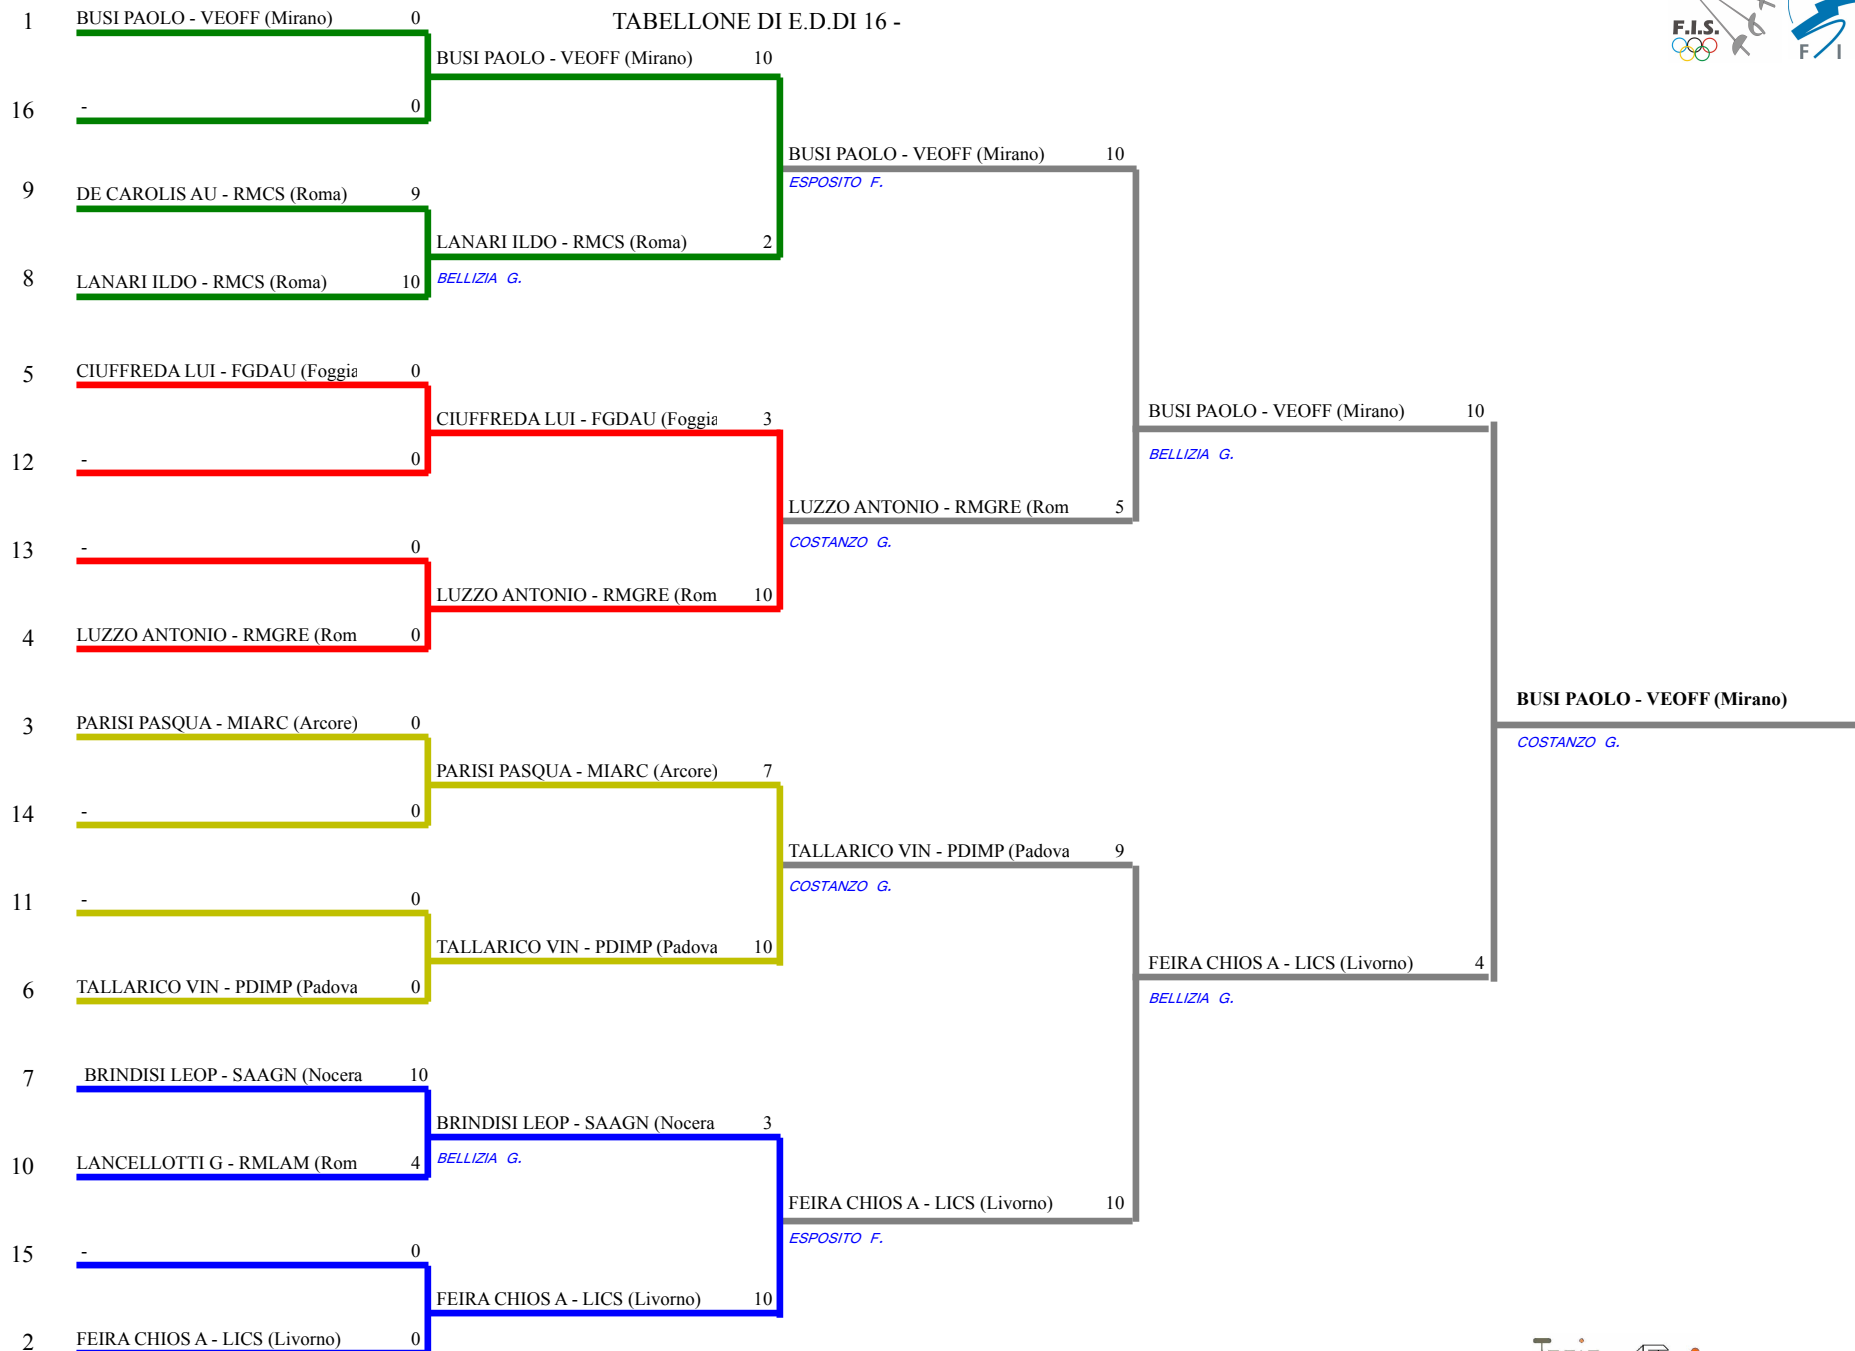 TABELLONE DI E.D.DI 16 -
F.I.S.
F I
1 BUSI PAOLO - VEOFF (Mirano) 0
BUSI PAOLO - VEOFF (Mirano) 10
16 - 0
BUSI PAOLO - VEOFF (Mirano) 10
ESPOSITO F.
9 DE CAROLIS AU - RMCS (Roma) 9
LANARI ILDO - RMCS (Roma) 2
BELLIZIA G.
8 LANARI ILDO - RMCS (Roma) 10
5 CIUFFREDA LUI - FGDAU (Foggia 0
CIUFFREDA LUI - FGDAU (Foggia 3
BUSI PAOLO - VEOFF (Mirano) 10
BELLIZIA G.
12 - 0
LUZZO ANTONIO - RMGRE (Rom 5
COSTANZO G.
13 - 0
LUZZO ANTONIO - RMGRE (Rom 10
4 LUZZO ANTONIO - RMGRE (Rom 0
BUSI PAOLO - VEOFF (Mirano)
COSTANZO G.
3 PARISI PASQUA - MIARC (Arcore) 0
PARISI PASQUA - MIARC (Arcore) 7
14 - 0
TALLARICO VIN - PDIMP (Padova 9
COSTANZO G.
11 - 0
TALLARICO VIN - PDIMP (Padova 10
FEIRA CHIOS A - LICS (Livorno) 4
BELLIZIA G.
6 TALLARICO VIN - PDIMP (Padova 0
7 BRINDISI LEOP - SAAGN (Nocera 10
BRINDISI LEOP - SAAGN (Nocera 3
BELLIZIA G.
10 LANCELLOTTI G - RMLAM (Rom 4
FEIRA CHIOS A - LICS (Livorno) 10
ESPOSITO F.
15 - 0
FEIRA CHIOS A - LICS (Livorno) 10
2 FEIRA CHIOS A - LICS (Livorno) 0